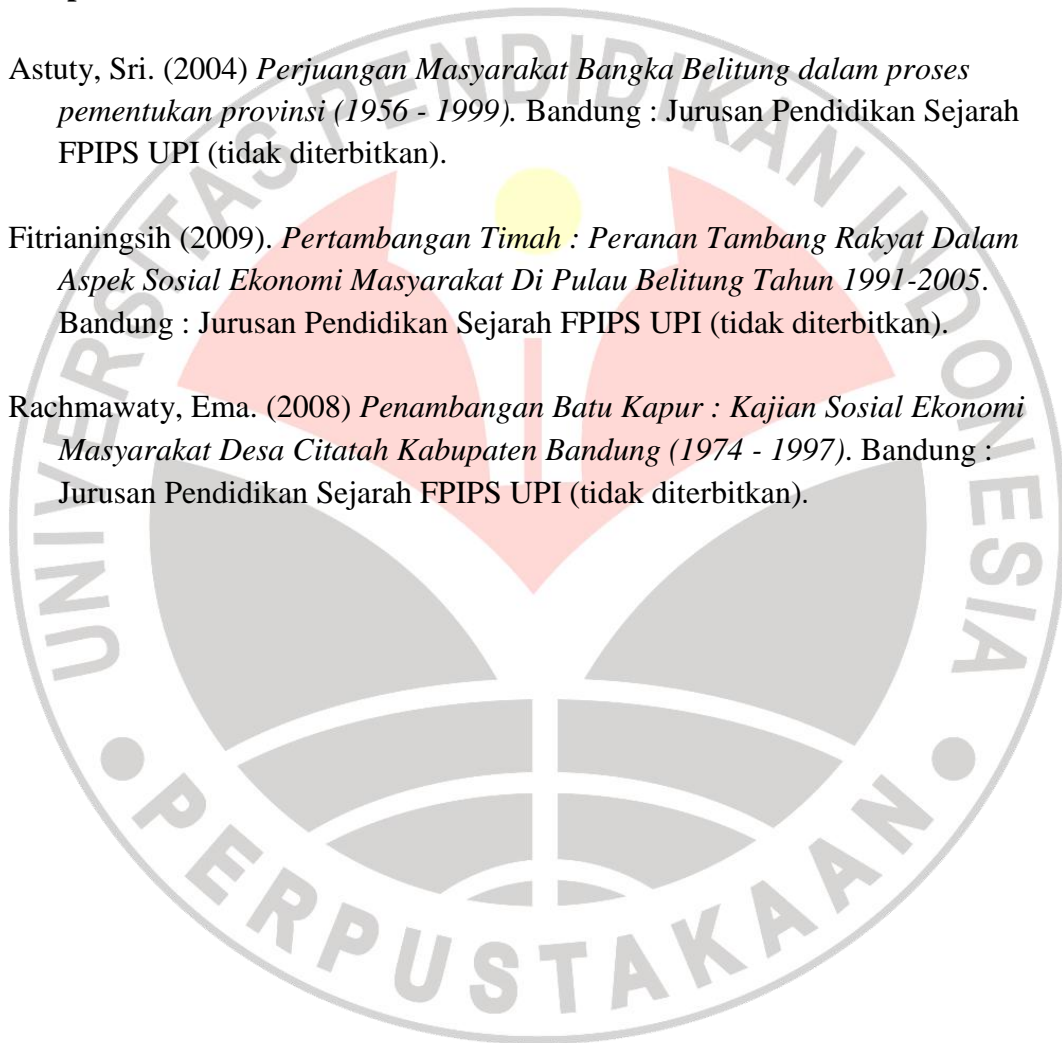 Astuty, Sri. (2004) Perjuangan Masyarakat Bangka Belitung dalam proses
pementukan provinsi (1956 - 1999). Bandung : Jurusan Pendidikan Sejarah
FPIPS UPI (tidak diterbitkan).
Fitrianingsih (2009). Pertambangan Timah : Peranan Tambang Rakyat Dalam
Aspek Sosial Ekonomi Masyarakat Di Pulau Belitung Tahun 1991-2005.
Bandung : Jurusan Pendidikan Sejarah FPIPS UPI (tidak diterbitkan).
Rachmawaty, Ema. (2008) Penambangan Batu Kapur : Kajian Sosial Ekonomi
Masyarakat Desa Citatah Kabupaten Bandung (1974 - 1997). Bandung :
Jurusan Pendidikan Sejarah FPIPS UPI (tidak diterbitkan).
UNIVERSITAS PENDIDIKAN INDONESIA
PERPUSTAKAAN